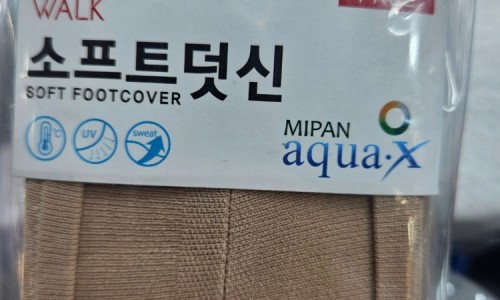 WALK
소프트덧신
SOFT FOOTCOVER
°C
UV
sweat
MIPAN
aqua·X